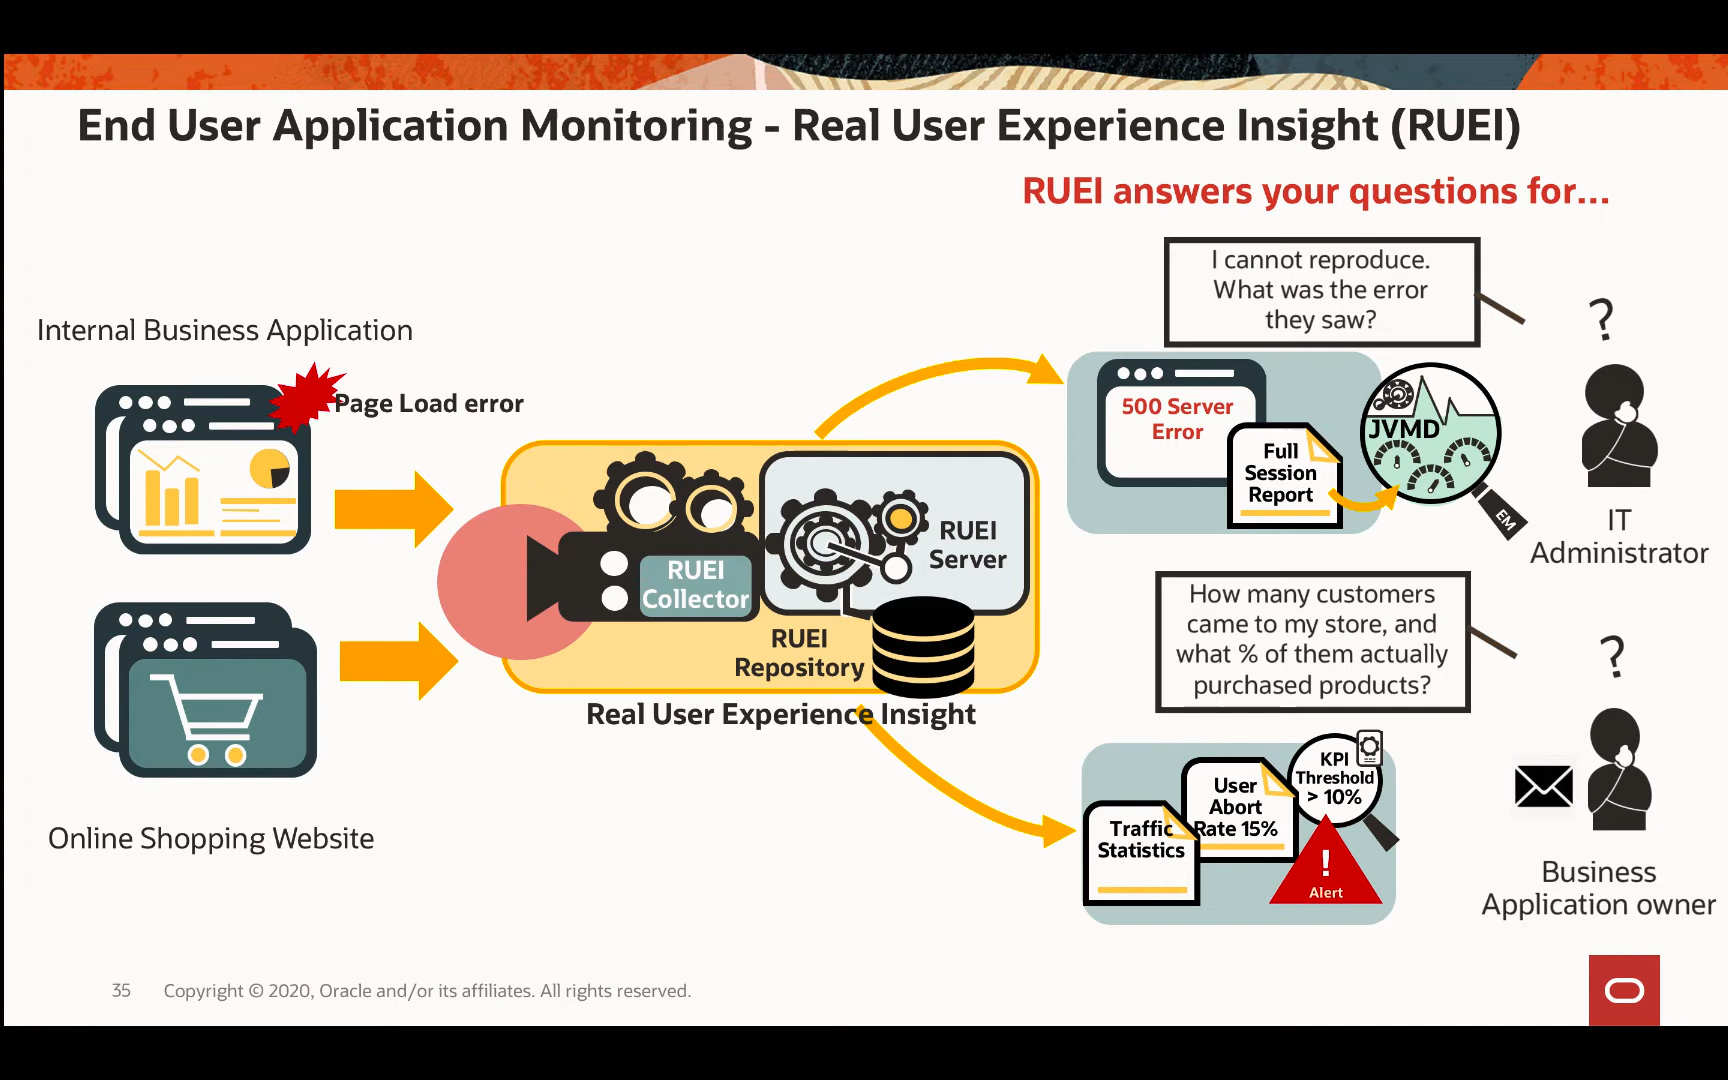 End User Application Monitoring - Real User Experience Insight (RUEI)
RUEI answers your questions for...
I cannot reproduce.
What was the error
they saw?
?
Internal Business Application
Page Load error
500 Server
Error
Full
Session
Report
JVMD
EM
IT
Administrator
RUEI
Collector
RUEI
Server
RUEI
Repository
Real User Experience Insight
How many customers
came to my store, and
what % of them actually
purchased products?
?
Online Shopping Website
Traffic
Statistics
User
Abort
Rate 15%
KPI
Threshold
> 10%
!
Alert
Business
Application owner
35
Copyright © 2020, Oracle and/or its affiliates. All rights reserved.